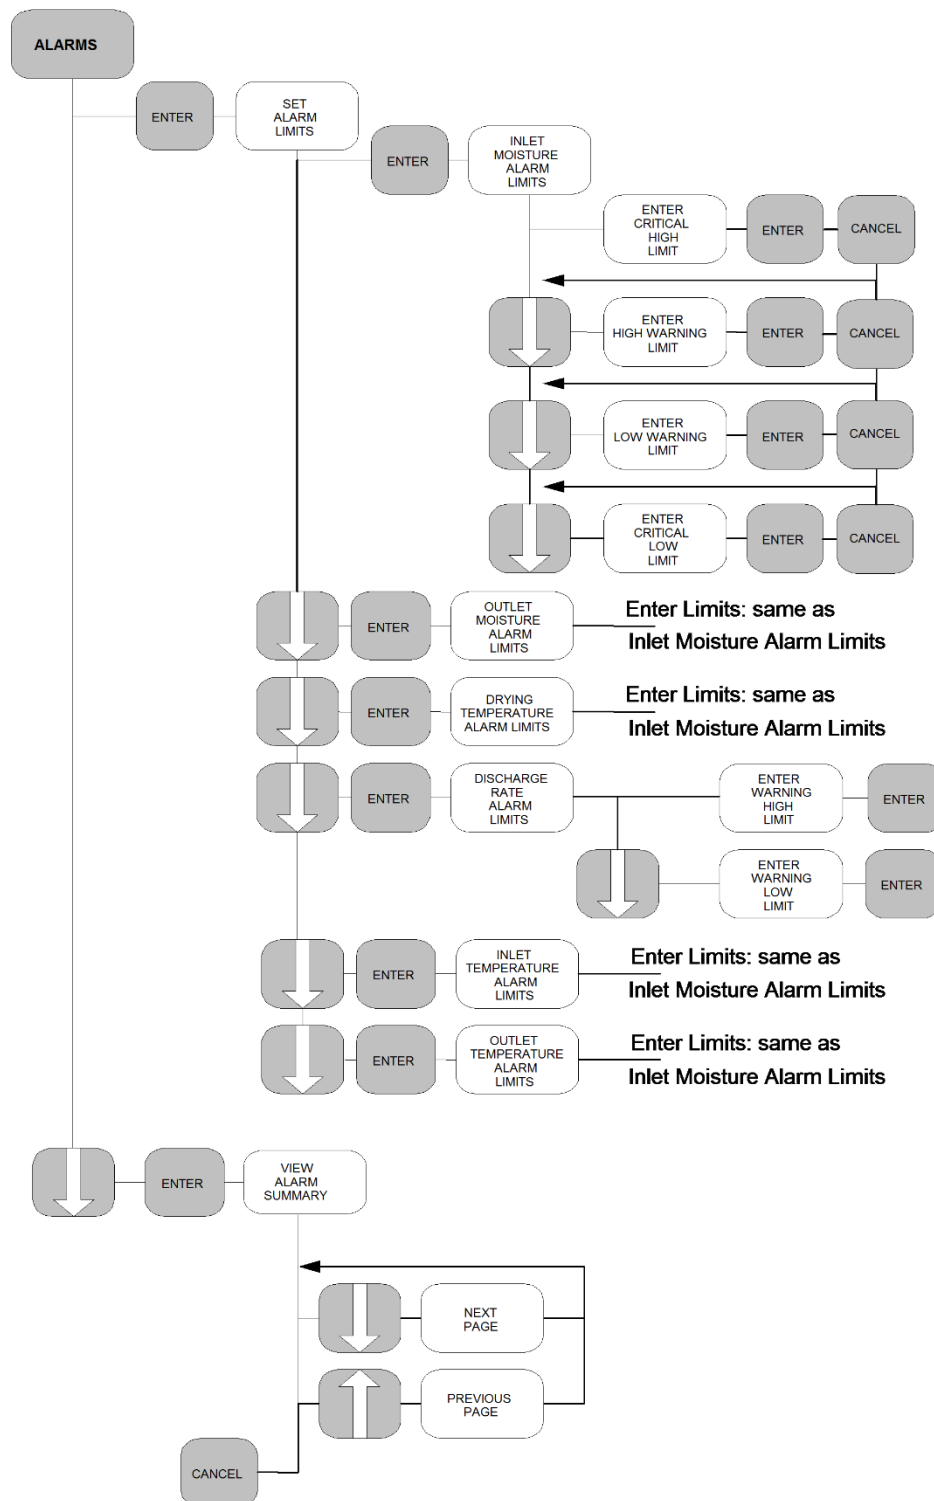 ALARMS
ENTER
SET
ALARM
LIMITS
ENTER
INLET
MOISTURE
ALARM
LIMITS
ENTER
CRITICAL
HIGH
LIMIT
ENTER
CANCEL
ENTER
HIGH WARNING
LIMIT
ENTER
CANCEL
ENTER
LOW WARNING
LIMIT
ENTER
CANCEL
ENTER
CRITICAL
LOW
LIMIT
ENTER
CANCEL
ENTER
OUTLET
MOISTURE
ALARM
LIMITS
Enter Limits: same as
Inlet Moisture Alarm Limits
ENTER
DRYING
TEMPERATURE
ALARM LIMITS
Enter Limits: same as
Inlet Moisture Alarm Limits
ENTER
DISCHARGE
RATE
ALARM
LIMITS
ENTER
WARNING
HIGH
LIMIT
ENTER
ENTER
WARNING
LOW
LIMIT
ENTER
ENTER
INLET
TEMPERATURE
ALARM
LIMITS
Enter Limits: same as
Inlet Moisture Alarm Limits
ENTER
OUTLET
TEMPERATURE
ALARM
LIMITS
Enter Limits: same as
Inlet Moisture Alarm Limits
ENTER
VIEW
ALARM
SUMMARY
NEXT
PAGE
PREVIOUS
PAGE
CANCEL